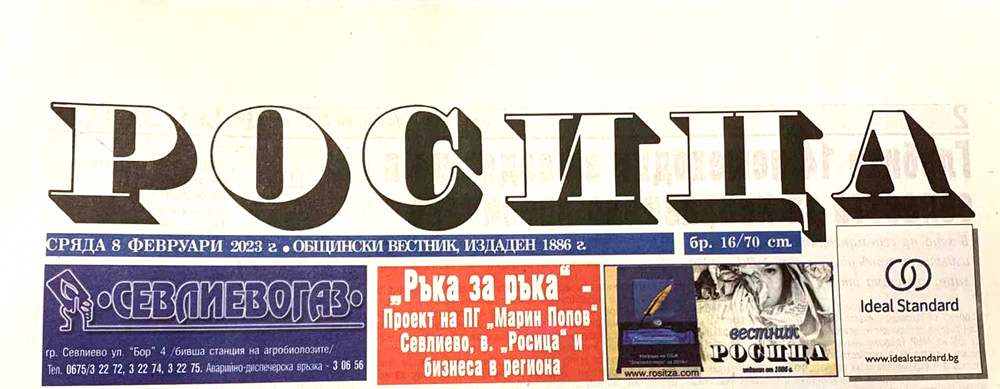 РОСИЦА
СРЯДА 8 ФЕВРУАРИ 2023 г. • ОБЩИНСКИ ВЕСТНИК, ИЗДАДЕН 1886 г.
бр. 16/70 ст.
•СЕВЛИЕВОГАЗ•
гр. Севлиево ул. "Бор" 4 /бивша станция на агробиолозите/
Тел. 0675/3 22 72, 3 22 74, 3 22 75. Аварийно-диспечерска връзка - 3 06 56
„Ръка за ръка“ -
Проект на ПГ „Марин Попов“
Севлиево, в. „Росица“ и
бизнеса в региона
www.rositza.com
вестник
РОСИЦА
издаван от 1886 г.
Ideal Standard
www.idealstandard.bg